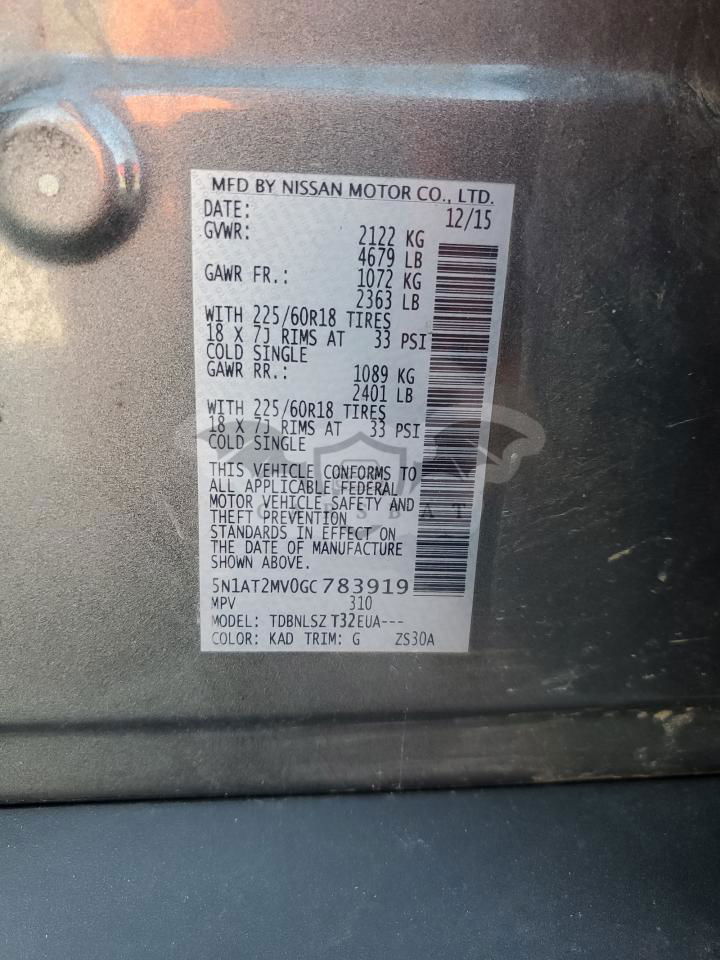 MFD BY NISSAN MOTOR CO., LTD.
DATE: 12/15
GVWR: 2122 KG
4679 LB
GAWR FR.: 1072 KG
2363 LB
WITH 225/60R18 TIRES
18 X 7J RIMS AT 33 PSI
COLD SINGLE
GAWR RR.: 1089 KG
2401 LB
WITH 225/60R18 TIRES
18 X 7J RIMS AT 33 PSI
COLD SINGLE
THIS VEHICLE CONFORMS TO
ALL APPLICABLE FEDERAL
MOTOR VEHICLE SAFETY AND
THEFT PREVENTION
STANDARDS IN EFFECT ON
THE DATE OF MANUFACTURE
SHOWN ABOVE.
5N1AT2MV0GC783919
MPV 310
MODEL: TDBNLSZ T32EUA---
COLOR: KAD TRIM: G ZS30A